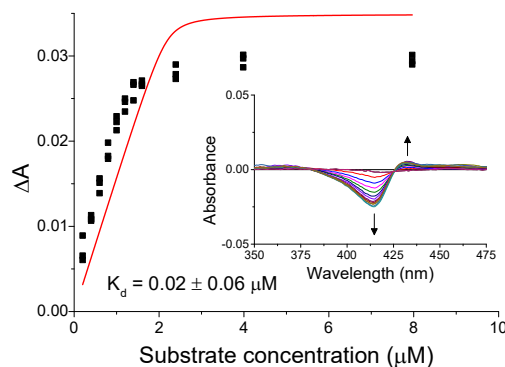 0.03
0.02
0.01
0.00
ΔA
0 2 4 6 8 10
Substrate concentration (μM)
K_d = 0.02 ± 0.06 μM
0.05
0.00
-0.05
Absorbance
350 375 400 425 450 475
Wavelength (nm)